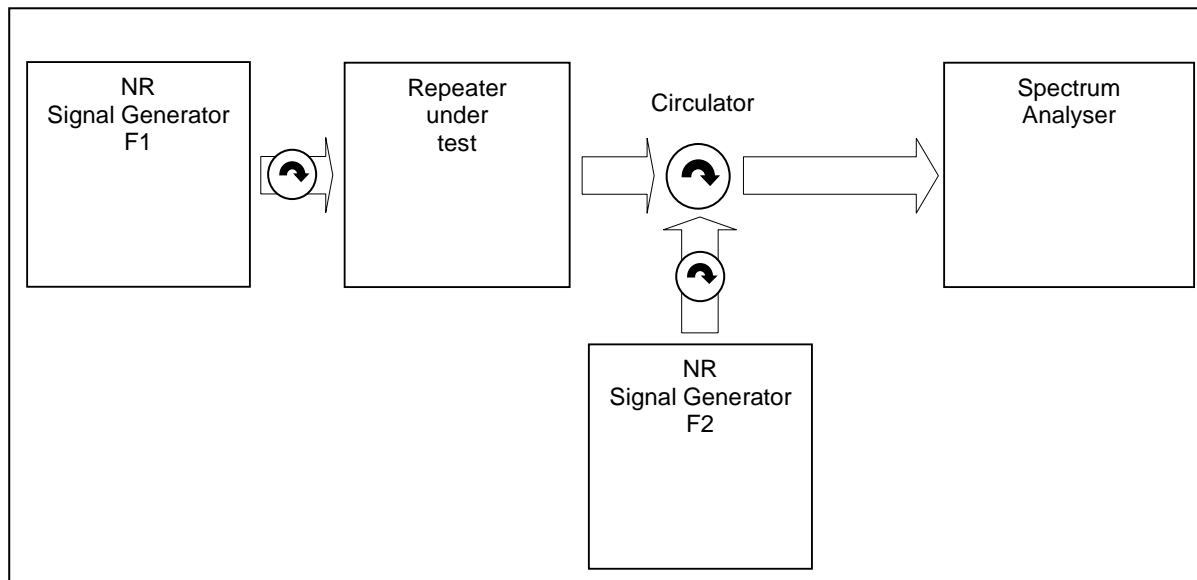 NR
Signal Generator
F1
Repeater
under
test
Circulator
Spectrum
Analyser
NR
Signal Generator
F2